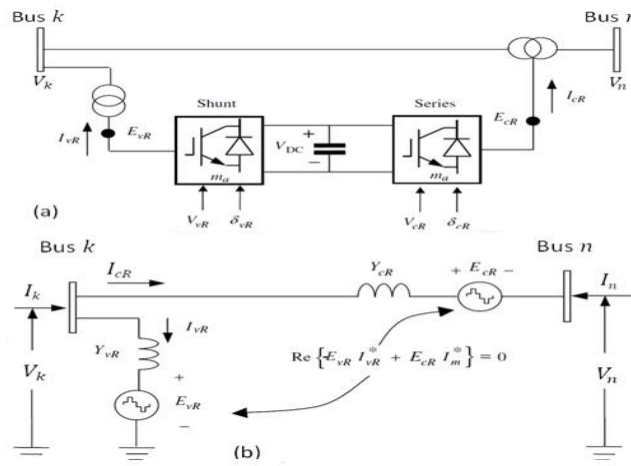 Bus k
Bus n
V_k
V_n
I_vR
E_vR
Shunt
Series
m_a
m_a
+
V_DC
−
E_cR
I_cR
V_vR δ_vR
V_cR δ_cR
(a)
Bus k
Bus n
I_k
I_cR
Y_cR
+ E_cR −
I_n
Y_vR
I_vR
Re {-E_vR I*_vR + E_cR I*_m} = 0
V_k
+
E_vR
−
V_n
(b)